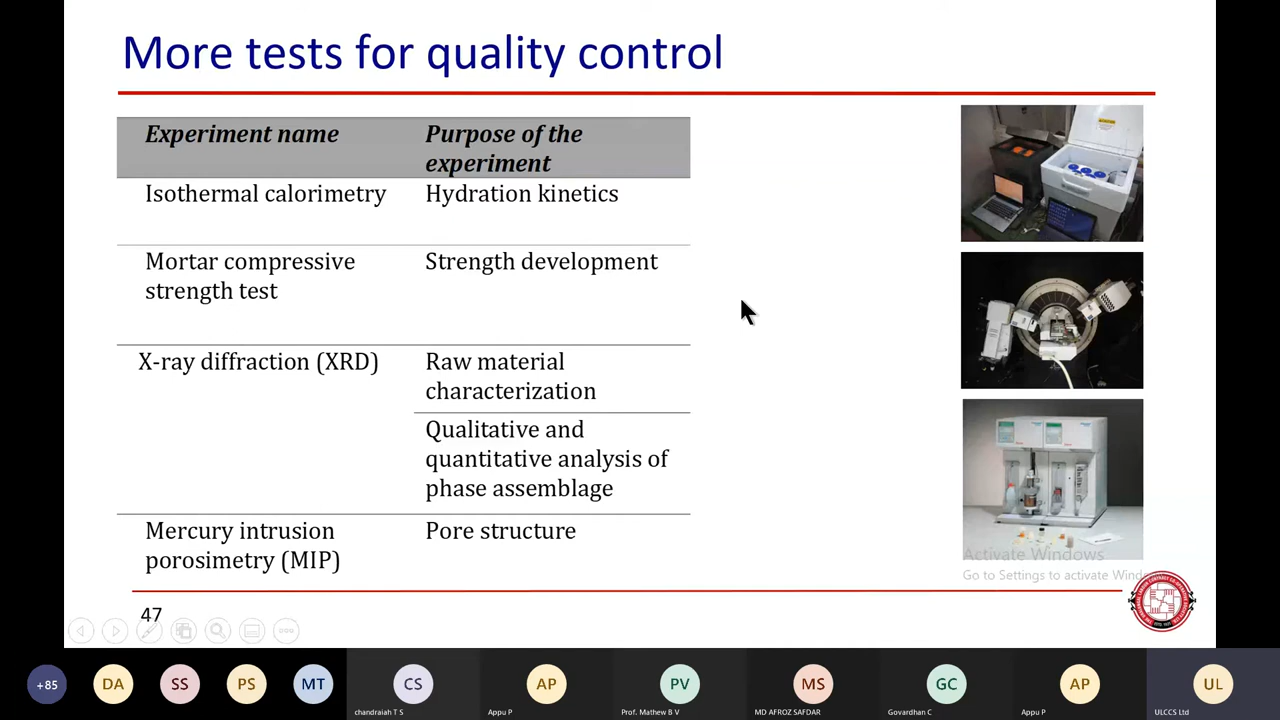 More tests for quality control
Experiment name
Purpose of the
experiment
Isothermal calorimetry
Hydration kinetics
Mortar compressive
strength test
Strength development
X-ray diffraction (XRD)
Raw material
characterization
Qualitative and
quantitative analysis of
phase assemblage
Mercury intrusion
porosimetry (MIP)
Pore structure
Activate Windows
Go to Settings to activate Windo
47
+85
DA
SS
PS
MT
CS
AP
PV
MS
GC
AP
UL
chandraiah T S
Appu P
Prof. Mathew B V
MD AFROZ SAFDAR
Govardhan C
Appu P
ULCCS Ltd